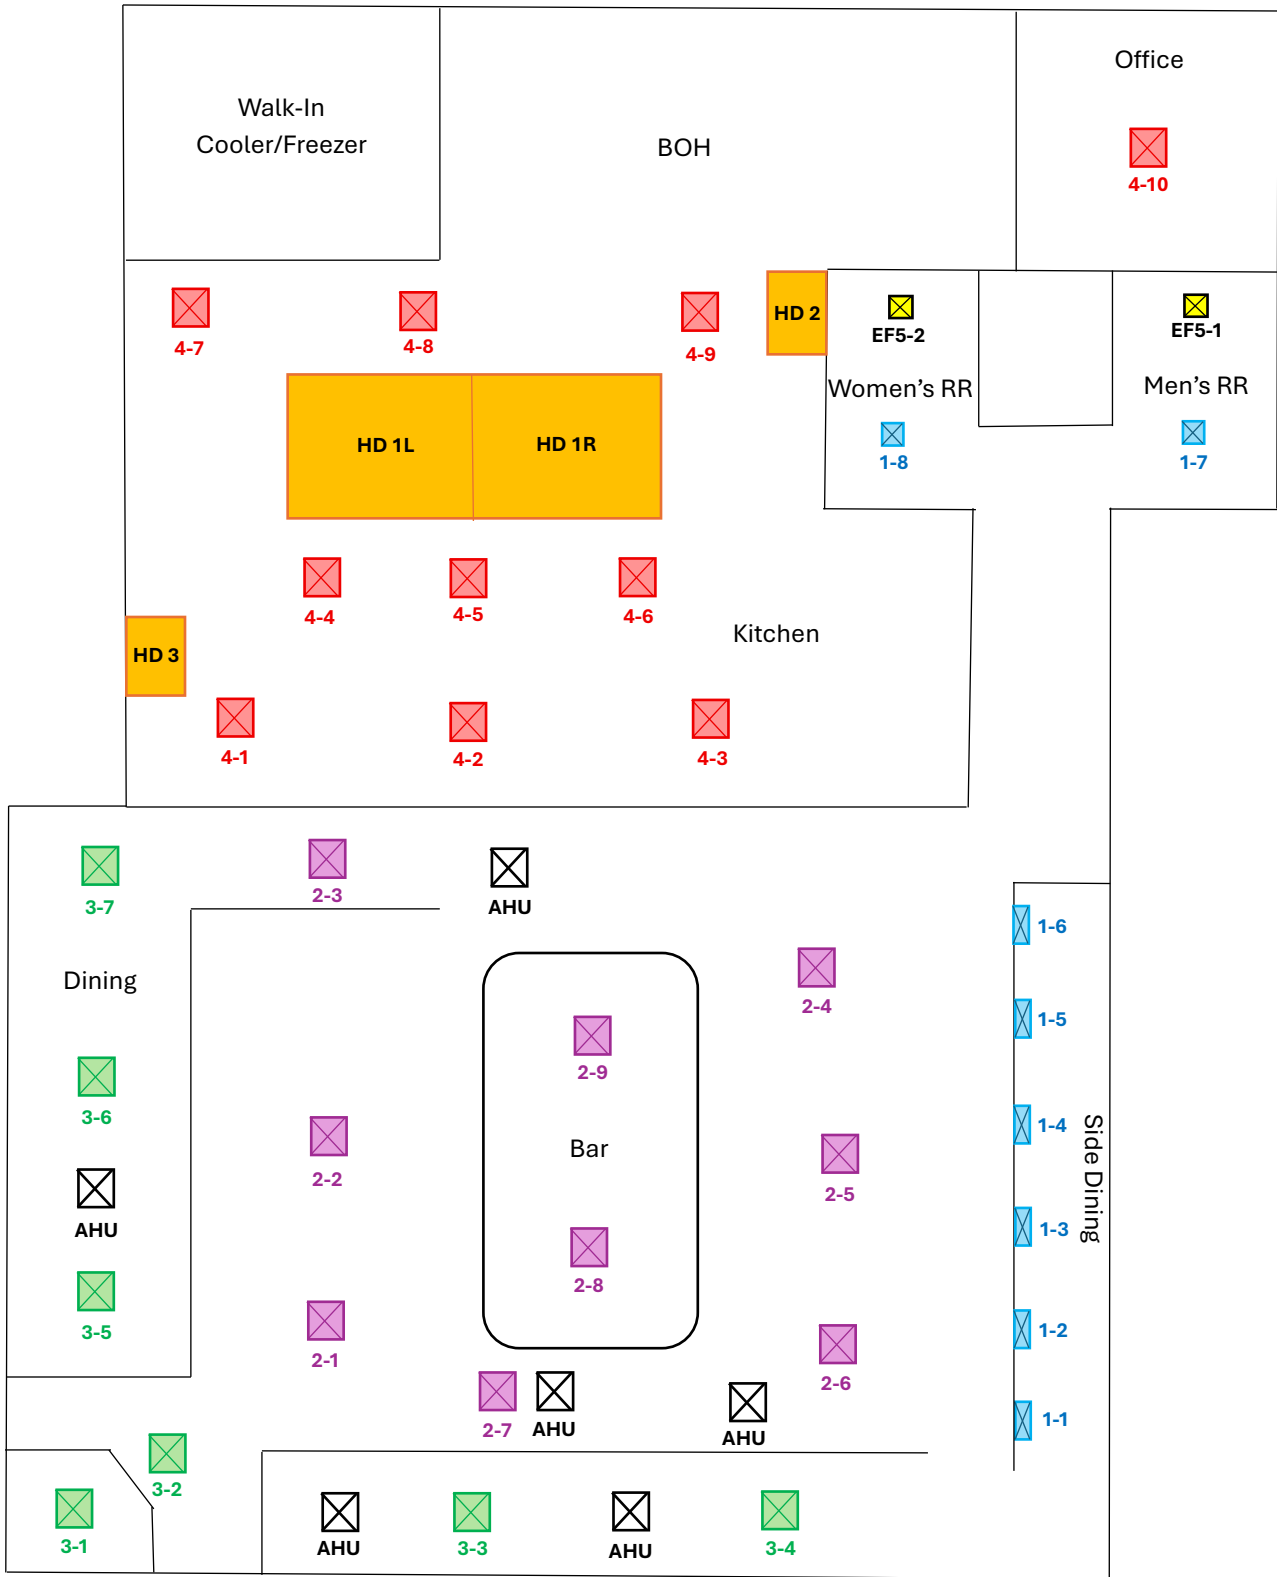 Office
Walk-In
Cooler/Freezer
BOH
4-10
HD 2
EF5-2
EF5-1
4-7
4-8
4-9
Women's RR
Men's RR
HD 1L
HD 1R
1-8
1-7
4-4
4-5
4-6
Kitchen
HD 3
4-1
4-2
4-3
3-7
2-3
AHU
1-6
Dining
2-4
1-5
2-9
3-6
1-4
Bar
Side Dining
2-2
2-5
AHU
1-3
2-8
3-5
2-1
1-2
2-6
2-7
AHU
AHU
1-1
3-2
3-1
AHU
3-3
AHU
3-4